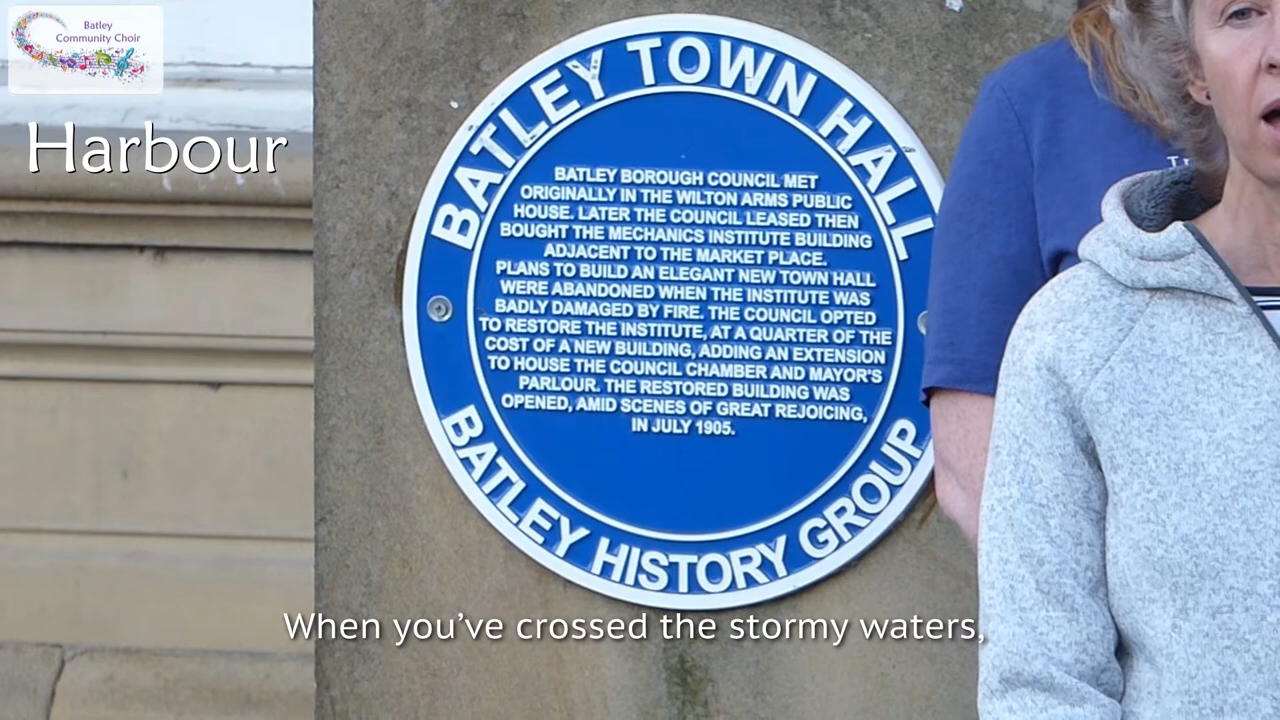 Batley
Community Choir
Harbour
BATLEY TOWN HALL
BATLEY BOROUGH COUNCIL MET
ORIGINALLY IN THE WILTON ARMS PUBLIC
HOUSE. LATER THE COUNCIL LEASED THEN
BOUGHT THE MECHANICS INSTITUTE BUILDING
ADJACENT TO THE MARKET PLACE.
PLANS TO BUILD AN ELEGANT NEW TOWN HALL
WERE ABANDONED WHEN THE INSTITUTE WAS
BADLY DAMAGED BY FIRE. THE COUNCIL OPTED
TO RESTORE THE INSTITUTE, AT A QUARTER OF THE
COST OF A NEW BUILDING, ADDING AN EXTENSION
TO HOUSE THE COUNCIL CHAMBER AND MAYOR'S
PARLOUR. THE RESTORED BUILDING WAS
OPENED, AMID SCENES OF GREAT REJOICING,
IN JULY 1905.
BATLEY HISTORY GROUP
When you've crossed the stormy waters,